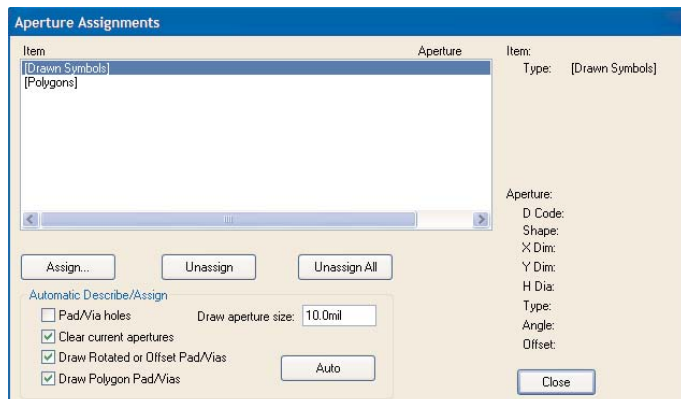 Aperture Assignments
Item Aperture
[Drawn Symbols]
[Polygons]
Assign... Unassign Unassign All
Automatic Describe/Assign
Pad/Via holes
Draw aperture size: 10.0mil
Clear current apertures
Draw Rotated or Offset Pad/Vias
Draw Polygon Pad/Vias
Auto
Item:
Type: [Drawn Symbols]
Aperture:
D Code:
Shape:
X Dim:
Y Dim:
H Dia:
Type:
Angle:
Offset:
Close